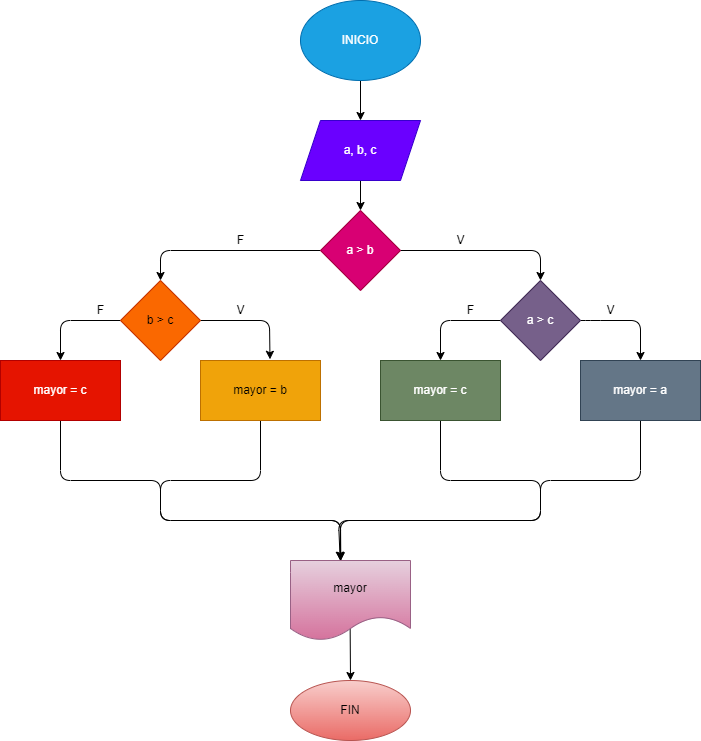 INICIO
a, b, c
a > b
F
V
b > c
F
V
a > c
F
V
mayor = c
mayor = b
mayor = c
mayor = a
mayor
FIN